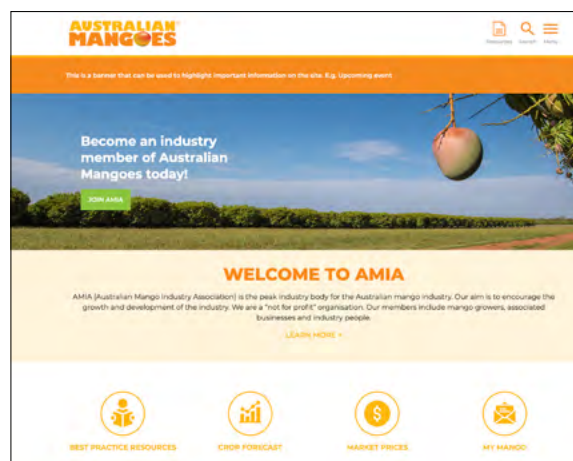 AUSTRALIAN
MANGOES
Resources Search Menu
This is a banner that can be used to highlight important information on the site. E.g. Upcoming event
Become an industry
member of Australian
Mangoes today!
JOIN AMIA
WELCOME TO AMIA
AMIA (Australian Mango Industry Association) is the peak industry body for the Australian mango industry. Our aim is to encourage the
growth and development of the industry. We are a "not for profit" organisation. Our members include mango growers, associated
businesses and industry people.
LEARN MORE >
BEST PRACTICE RESOURCES CROP FORECAST MARKET PRICES MY MANGO